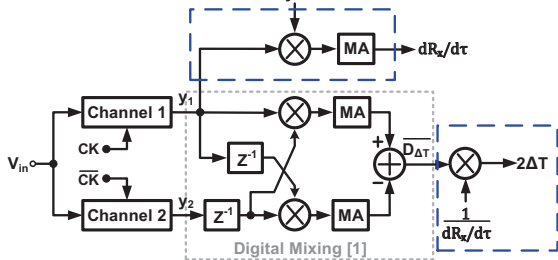 MA
dRₓ/dτ
y₁
Channel 1
MA
CK
Vin
Z⁻¹
+
D_ΔT
2ΔT
CK
y₂
−
Channel 2
Z⁻¹
MA
1
dRₓ/dτ
Digital Mixing [1]